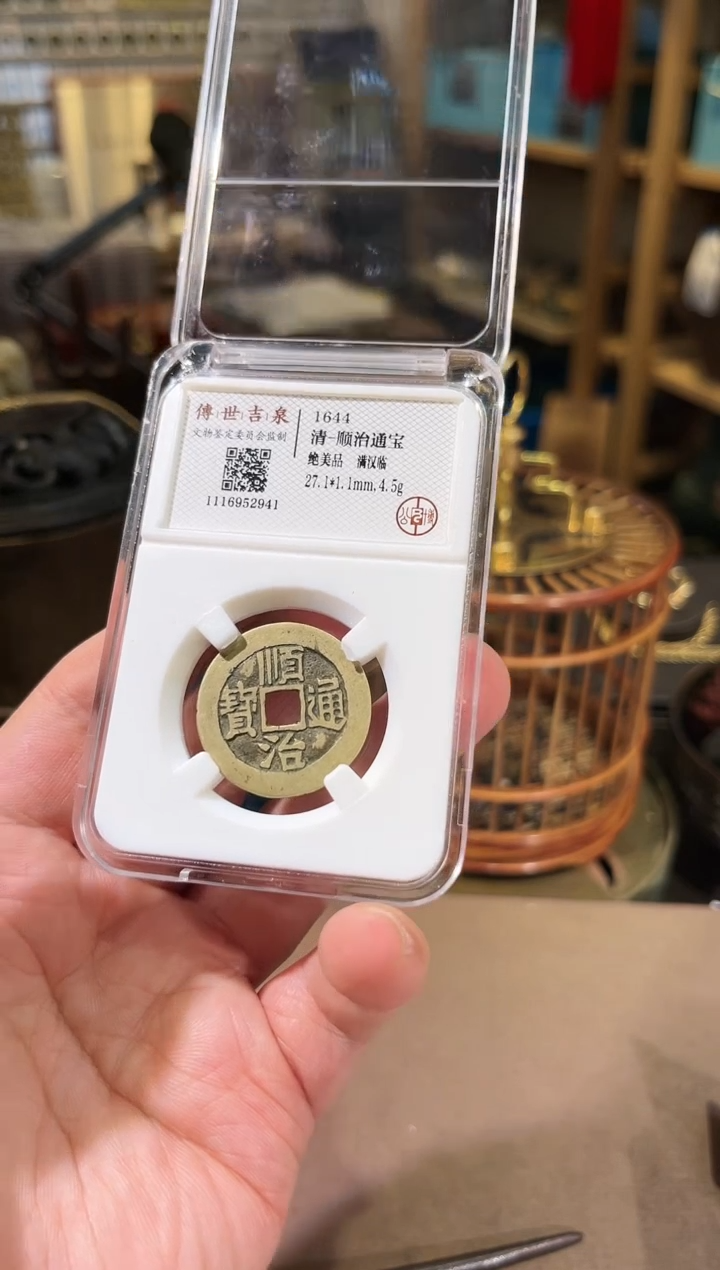 傳世吉泉
文物鉴定委员会监制
1116952941
1644
清-顺治通宝
绝美品 满汉临
27.1*1.1mm,4.5g
順治通寶